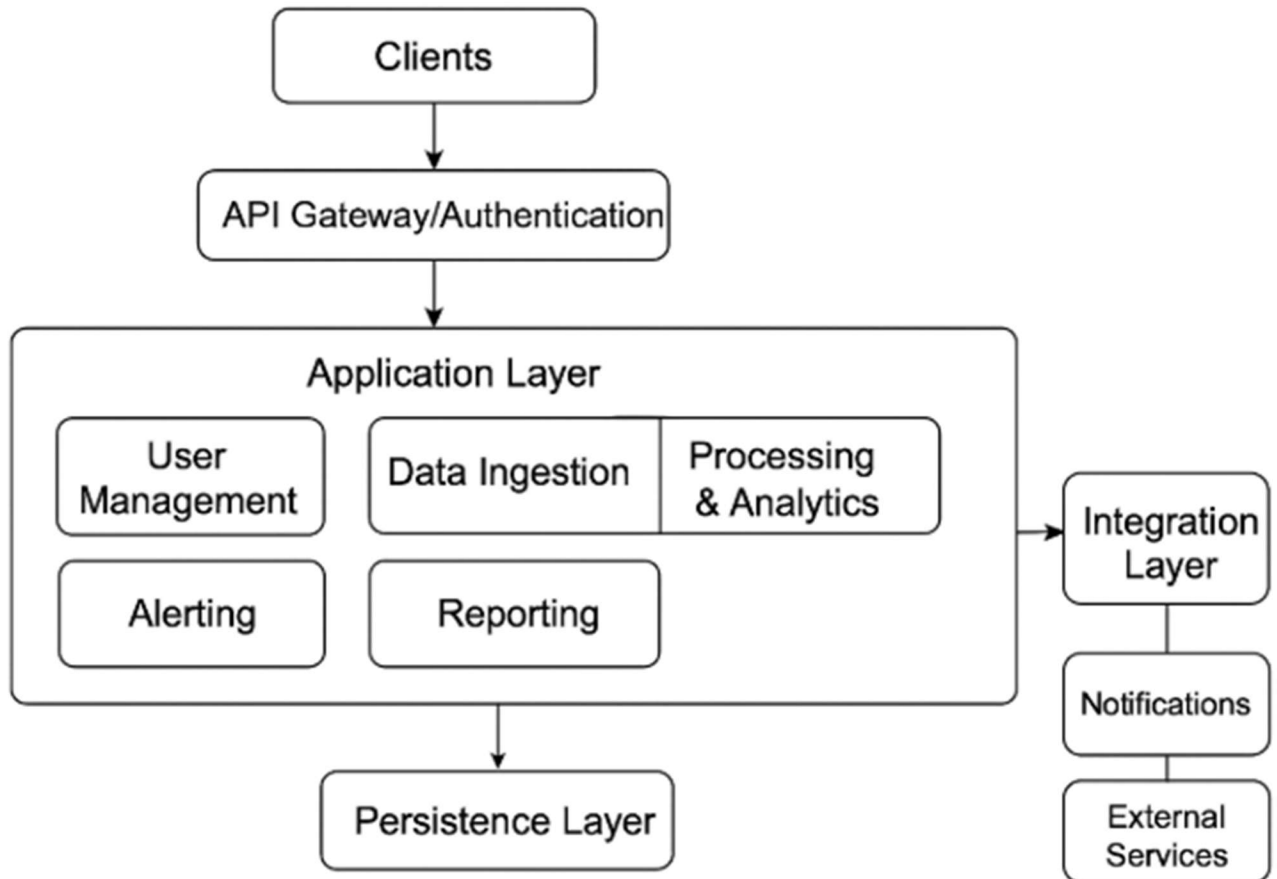 Clients
API Gateway/Authentication
Application Layer
User
Management
Data Ingestion
Processing
& Analytics
Alerting
Reporting
Integration
Layer
Notifications
External
Services
Persistence Layer